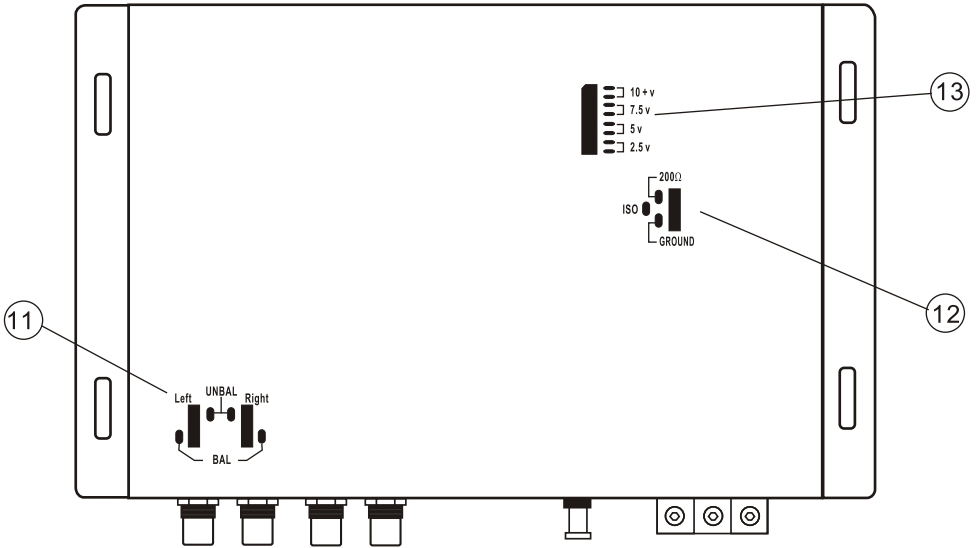 10 + v
7.5 v
5 v
2.5 v
13
200Ω
ISO
GROUND
12
11
Left
UNBAL
Right
BAL